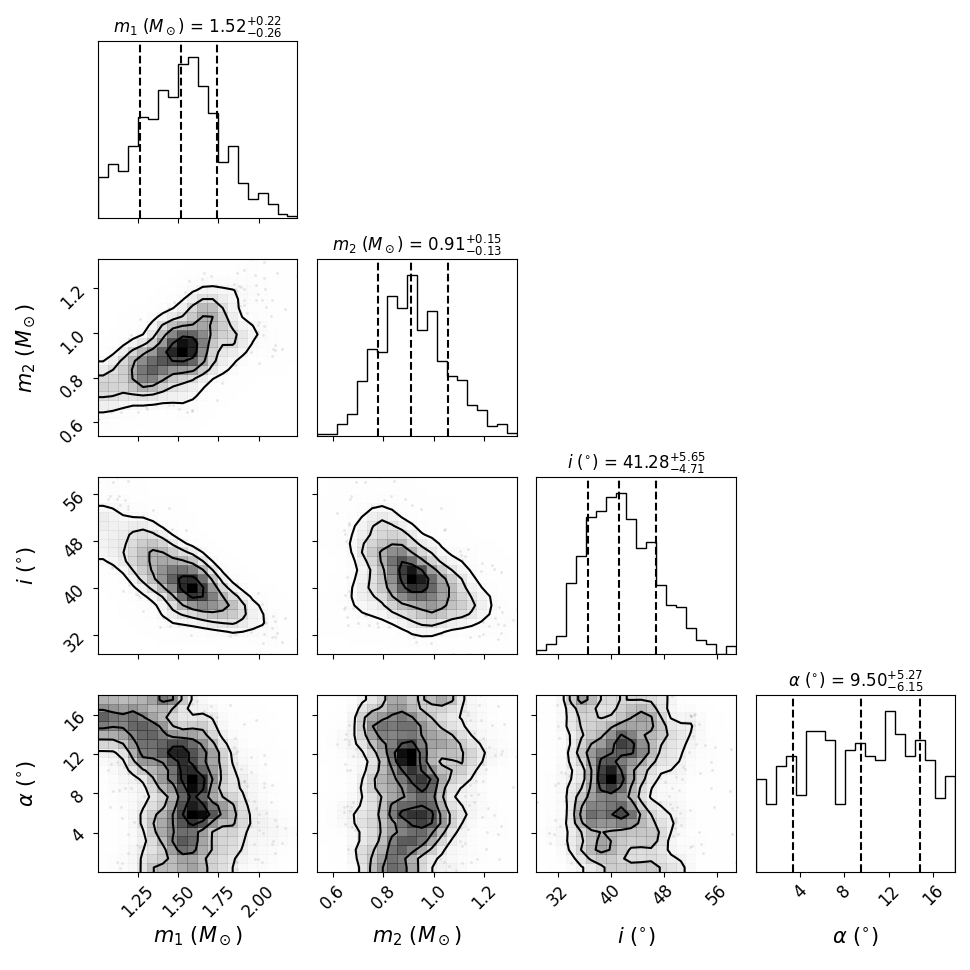 m₁ (M⊙) = 1.52 +0.22 −0.26
m₂ (M⊙) = 0.91 +0.15 −0.13
1.2
1.0
0.8
0.6
m₂ (M⊙)
i (°) = 41.28 +5.65 −4.71
56
48
40
32
i (°)
α (°) = 9.50 +5.27 −6.15
16
12
8
4
α (°)
1.25 1.50 1.75 2.00
m₁ (M⊙)
0.6 0.8 1.0 1.2
m₂ (M⊙)
32 40 48 56
i (°)
4 8 12 16
α (°)